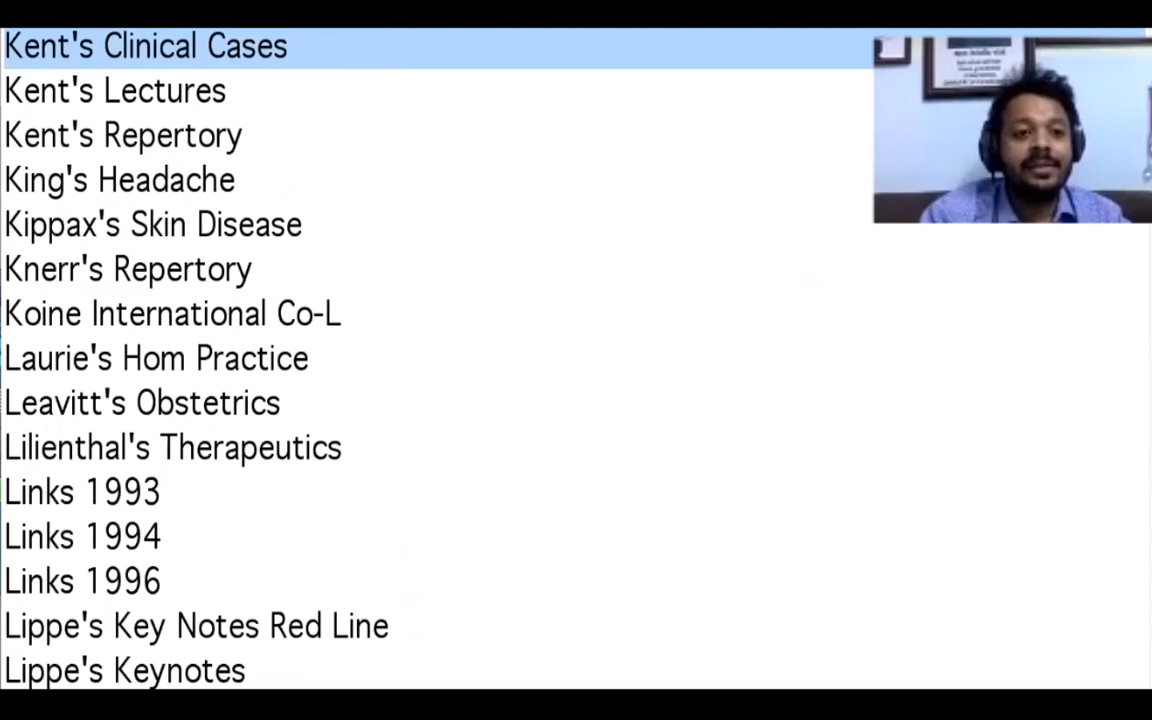 Kent's Clinical Cases
Kent's Lectures
Kent's Repertory
King's Headache
Kippax's Skin Disease
Knerr's Repertory
Koine International Co-L
Laurie's Hom Practice
Leavitt's Obstetrics
Lilienthal's Therapeutics
Links 1993
Links 1994
Links 1996
Lippe's Key Notes Red Line
Lippe's Keynotes